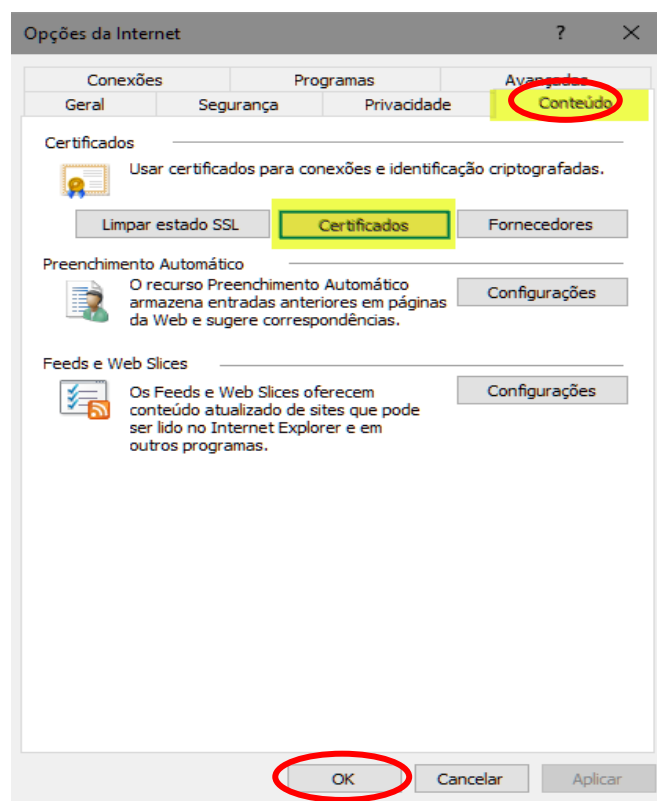 Opções da Internet ?
Conexões Programas Avançadas
Geral Segurança Privacidade Conteúdo
Certificados
Usar certificados para conexões e identificação criptografadas.
Limpar estado SSL Certificados Fornecedores
Preenchimento Automático
O recurso Preenchimento Automático
armazena entradas anteriores em páginas
da Web e sugere correspondências.
Configurações
Feeds e Web Slices
Os Feeds e Web Slices oferecem
conteúdo atualizado de sites que pode
ser lido no Internet Explorer e em
outros programas.
Configurações
OK Cancelar Aplicar